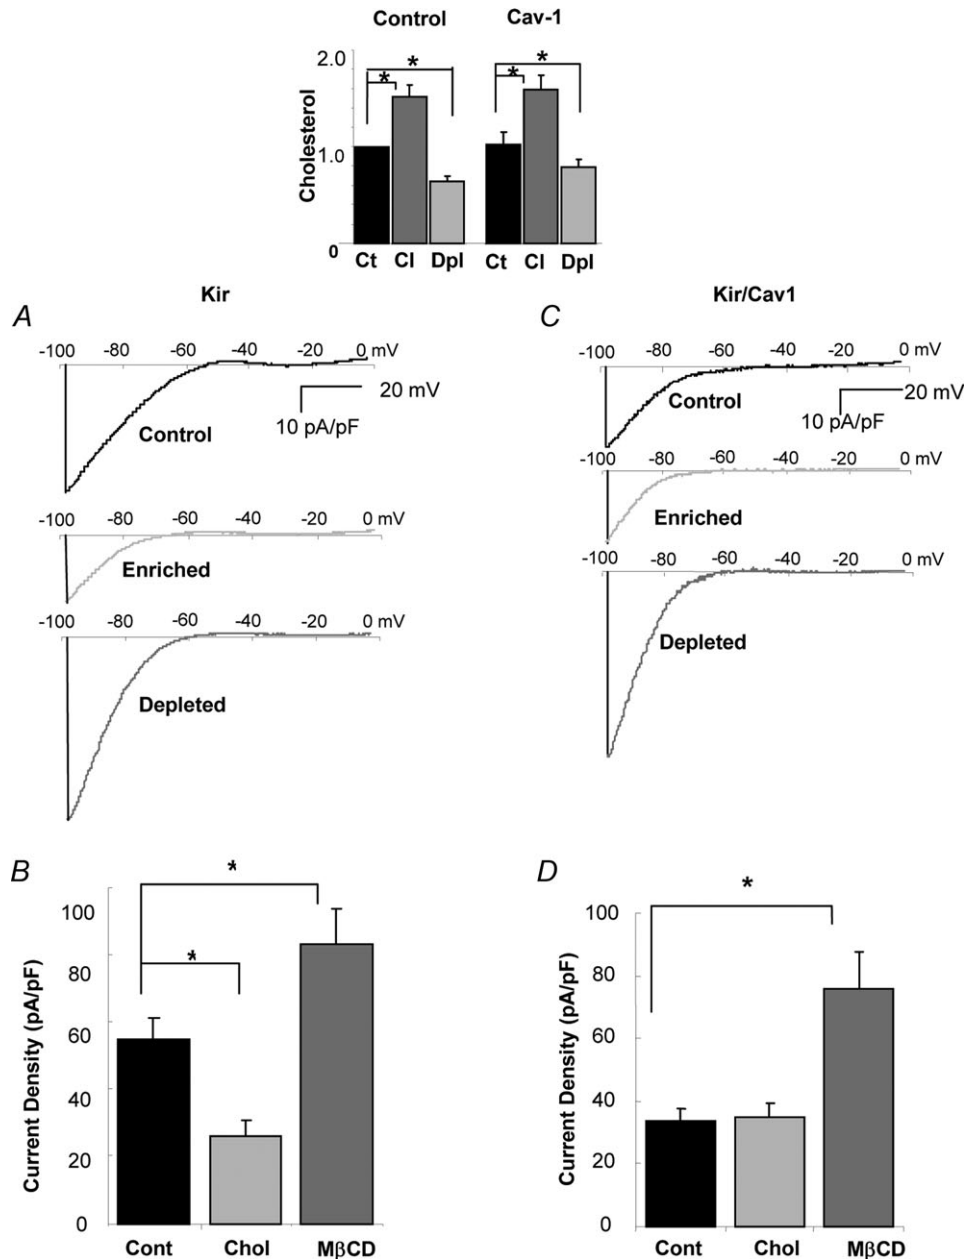 Control Cav-1
* * * *
Cholesterol
2.0
1.0
0
Ct Cl Dpl Ct Cl Dpl
A Kir
-100 -80 -60 -40 -20 0 mV
20 mV
10 pA/pF
Control
-100 -80 -60 -40 -20 0 mV
Enriched
-100 -80 -60 -40 -20 0 mV
Depleted
C Kir/Cav1
-100 -80 -60 -40 -20 0 mV
20 mV
10 pA/pF
Control
-100 -80 -60 -40 -20 0 mV
Enriched
-100 -80 -60 -40 -20 0 mV
Depleted
B
* *
Current Density (pA/pF)
100
80
60
40
20
0
Cont Chol MβCD
D
*
Current Density (pA/pF)
100
80
60
40
20
0
Cont Chol MβCD